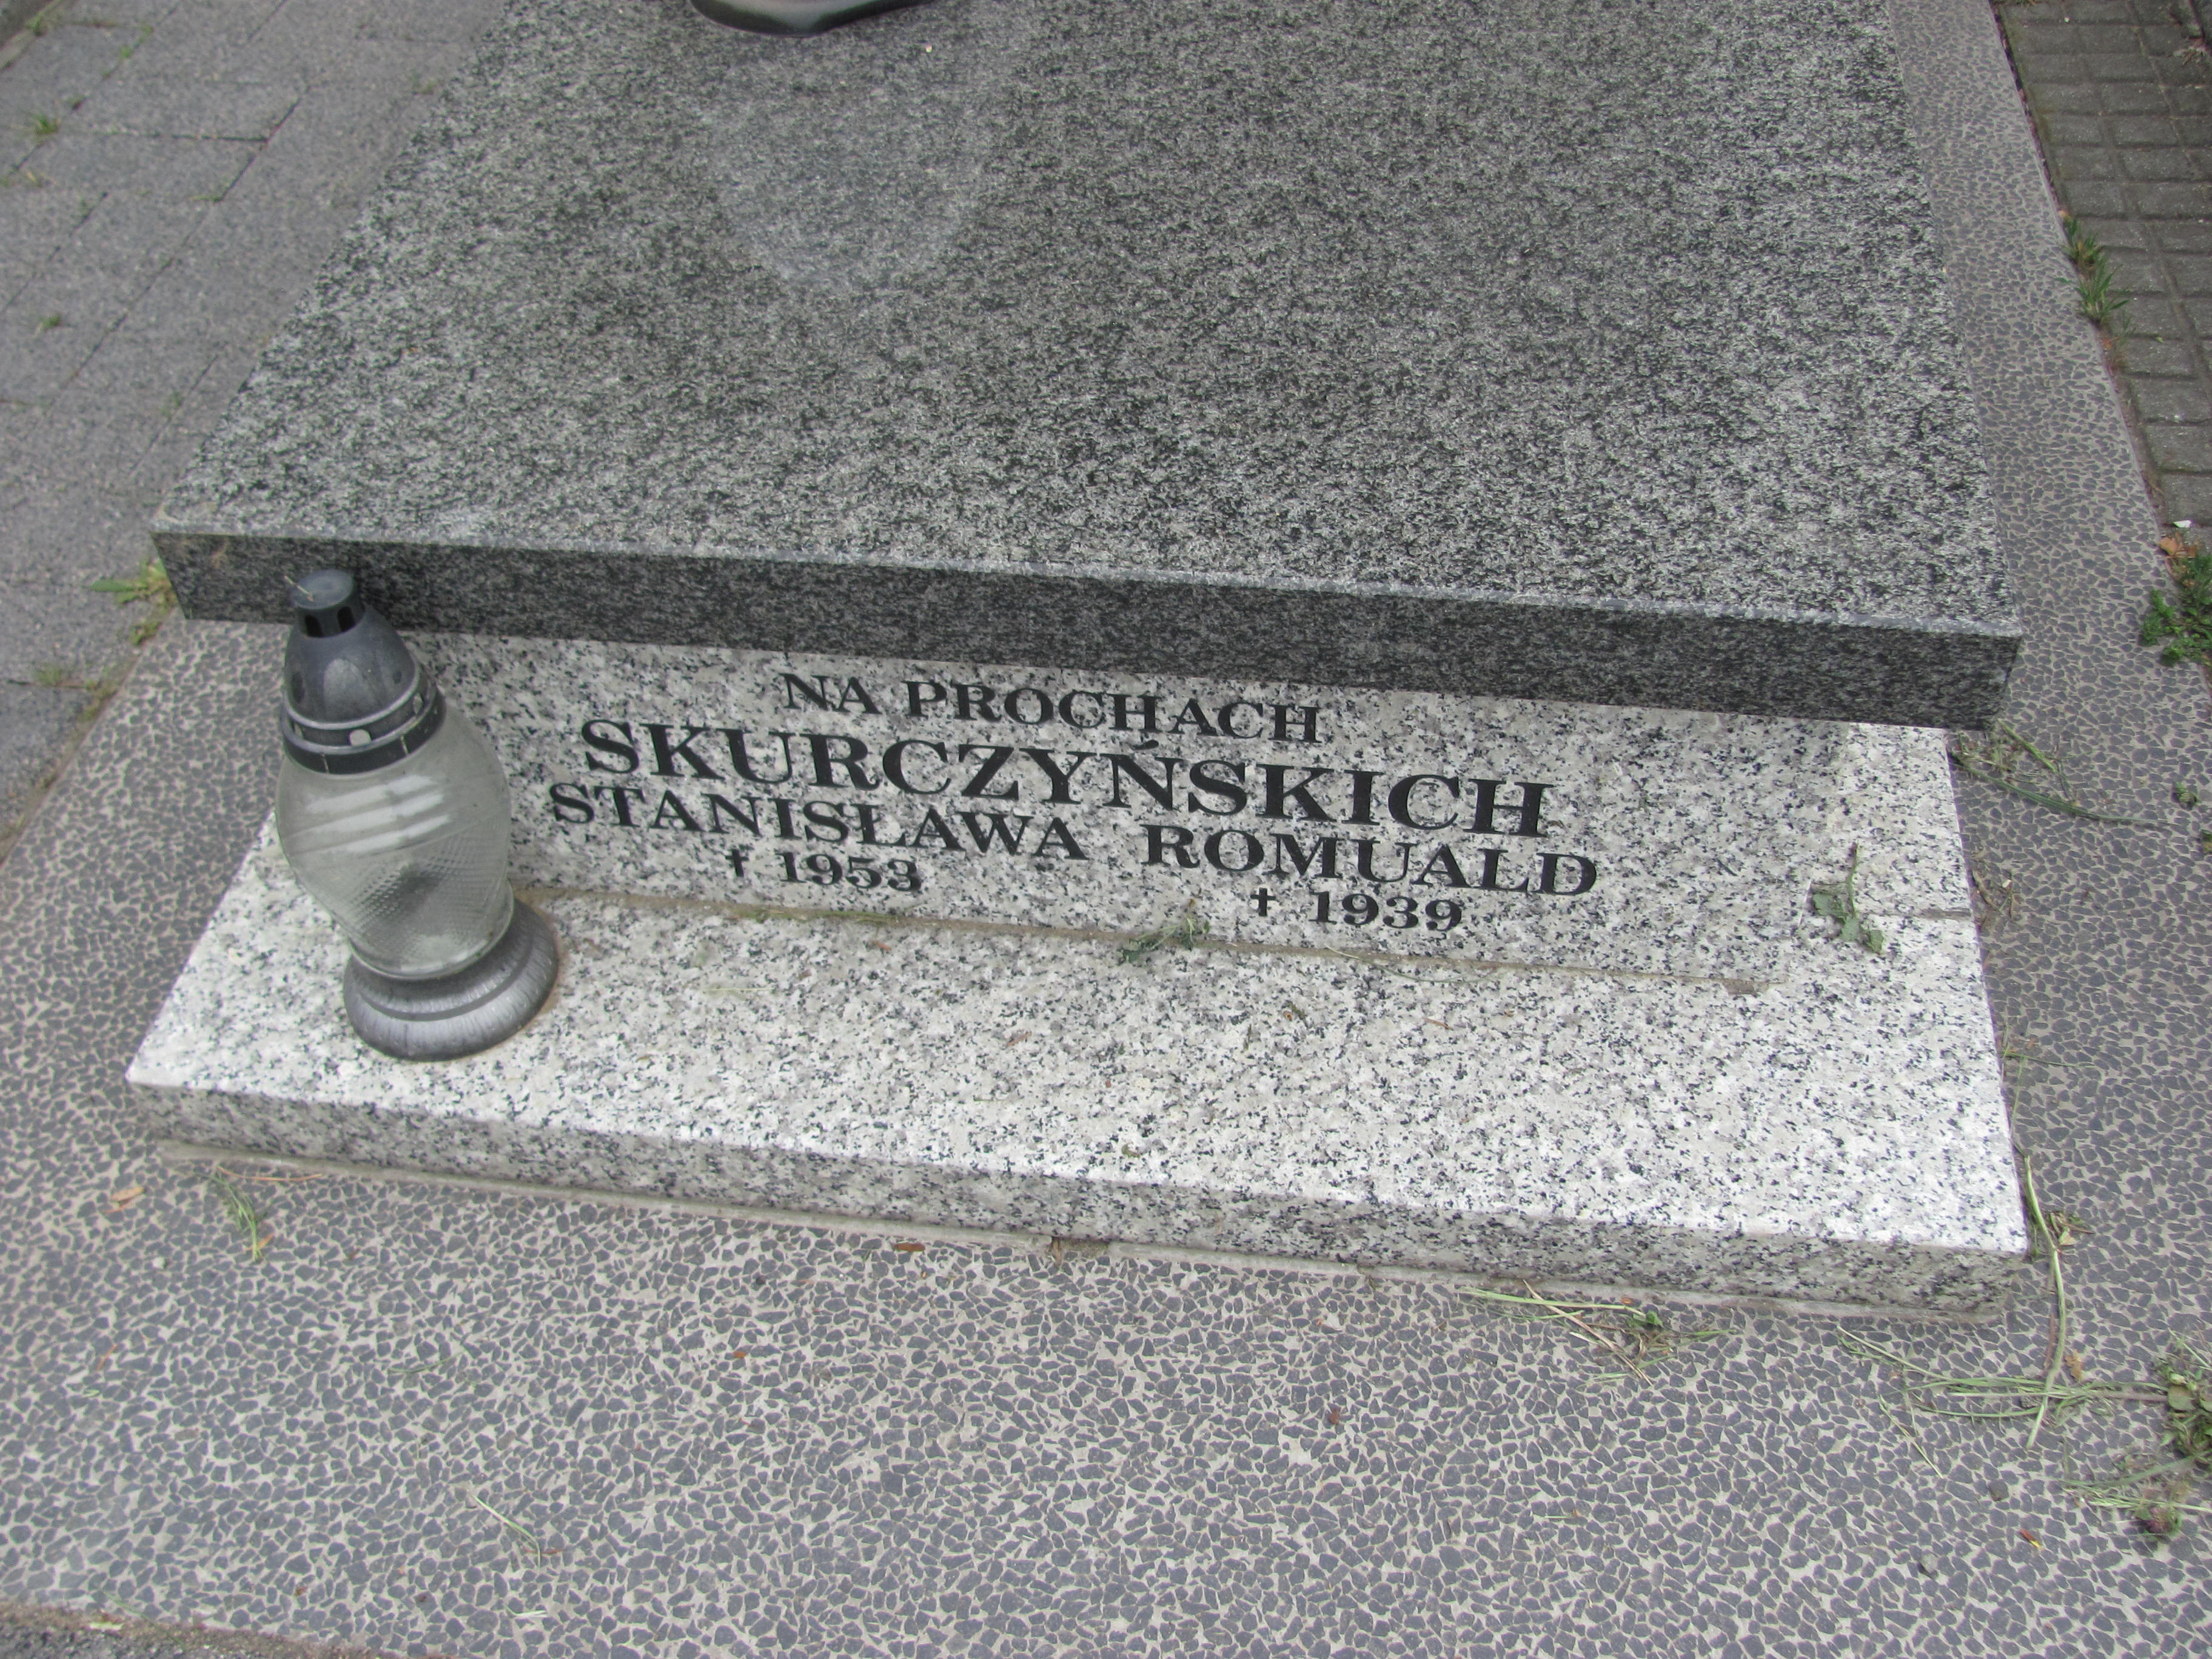 NA PROCHACH
SKURCZYŃSKICH
STANISŁAWA ROMUALD
† 1953 † 1939